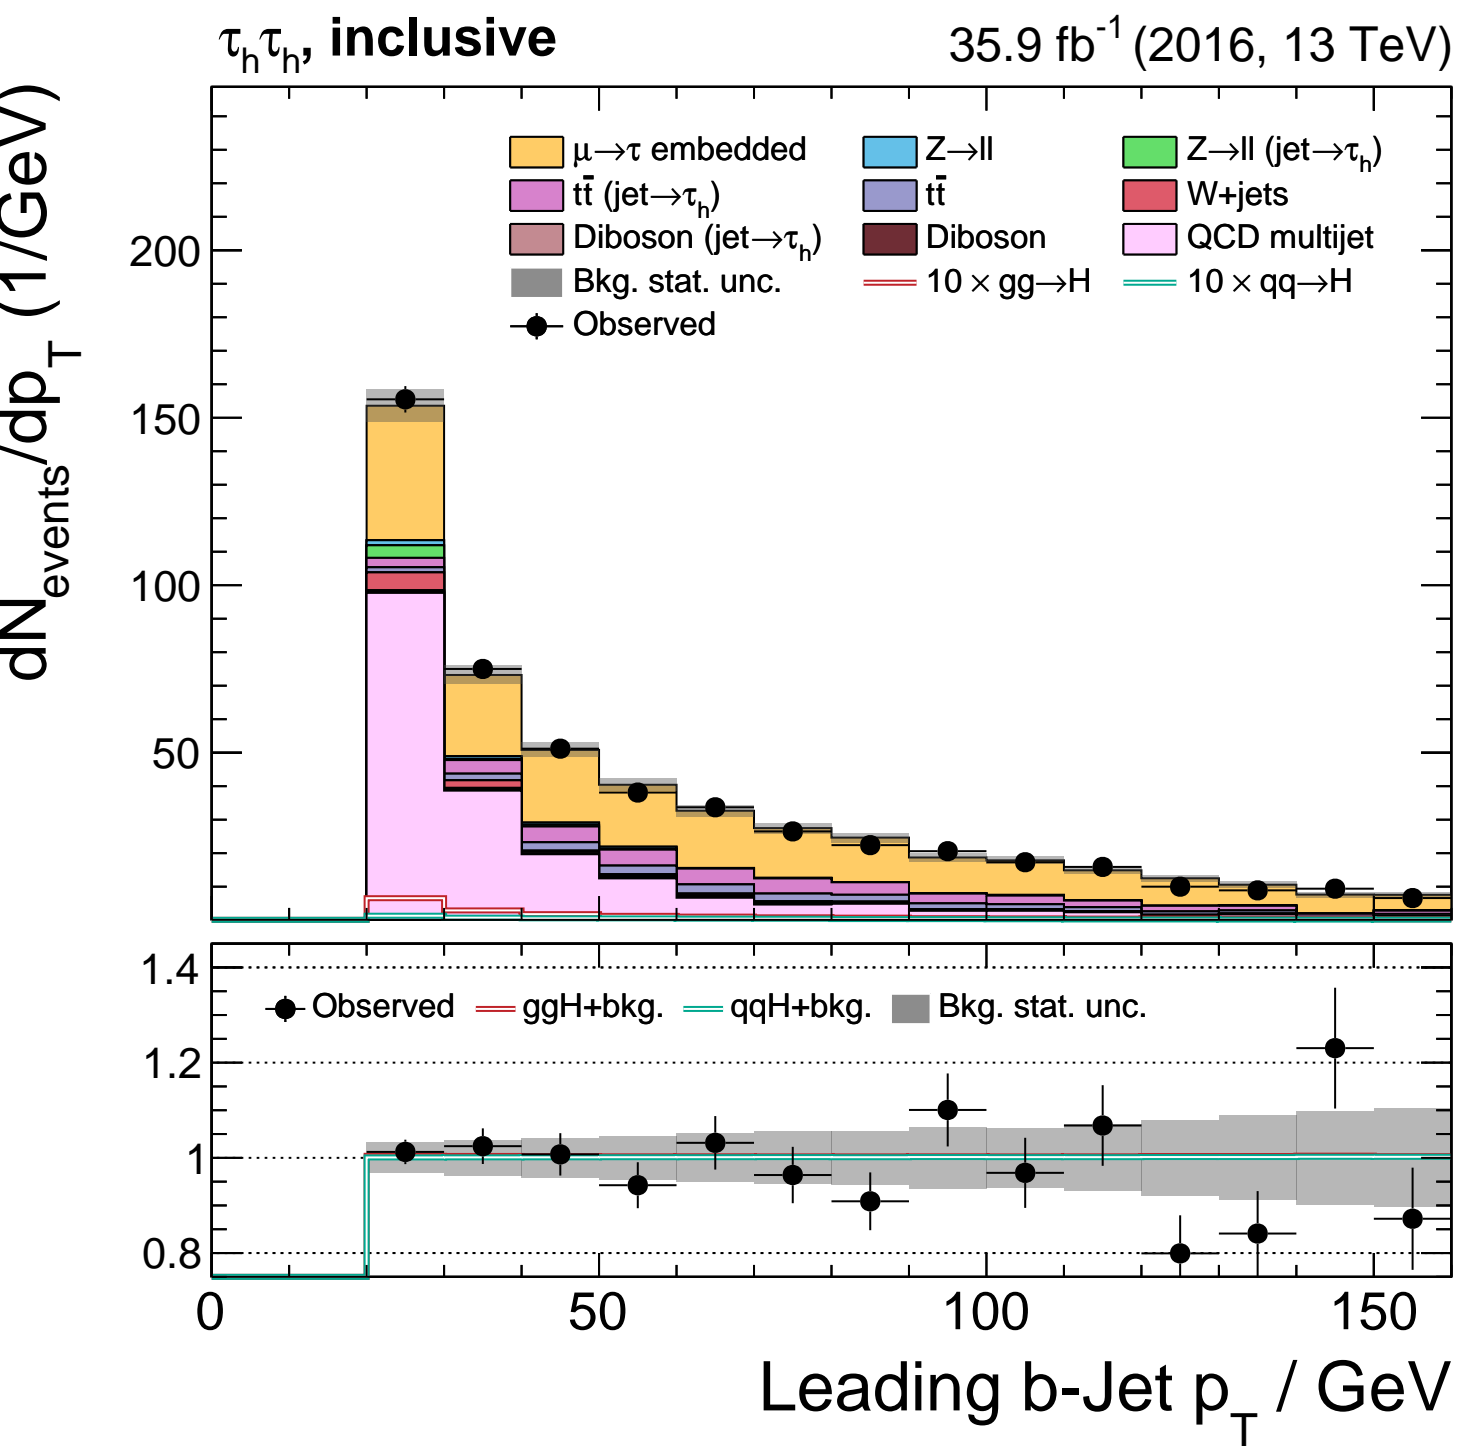 τhτh, inclusive 35.9 fb-1 (2016, 13 TeV)
dNevents/dpT (1/GeV)
μ→τ embedded Z→ll Z→ll (jet→τh)
tt̄ (jet→τh) tt̄ W+jets
Diboson (jet→τh) Diboson QCD multijet
Bkg. stat. unc. 10 × gg→H 10 × qq→H
Observed
200
150
100
50
1.4
Observed ggH+bkg. qqH+bkg. Bkg. stat. unc.
1.2
1
0.8
0 50 100 150
Leading b-Jet pT / GeV